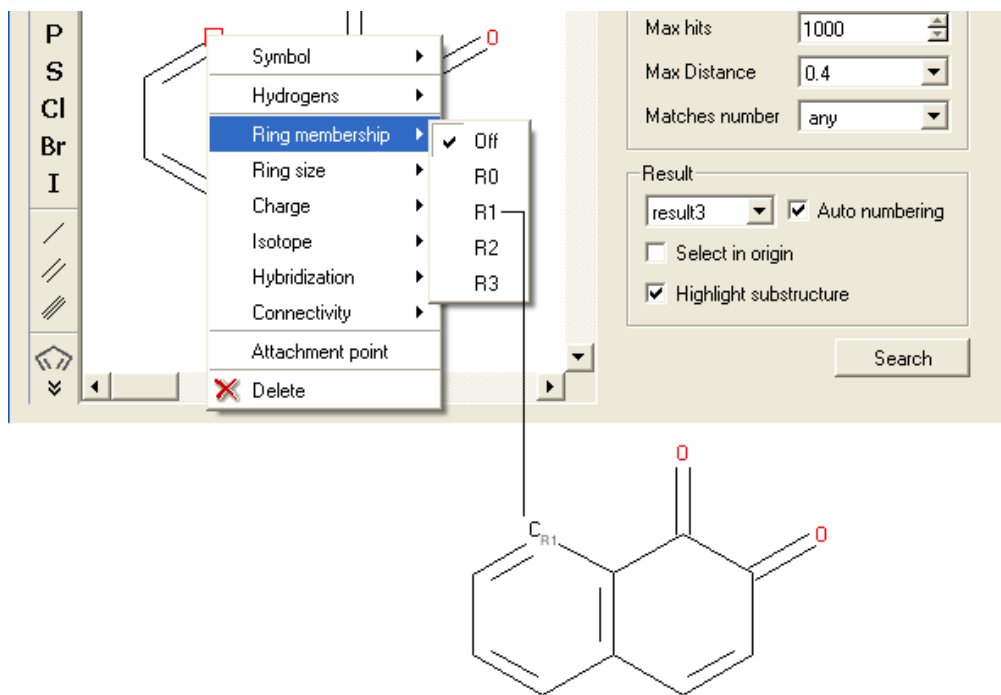 P
S
Cl
Br
I
O
Symbol
Hydrogens
Ring membership
Ring size
Charge
Isotope
Hybridization
Connectivity
Attachment point
Delete
Off
R0
R1
R2
R3
Max hits 1000
Max Distance 0.4
Matches number any
Result
result3 Auto numbering
Select in origin
Highlight substructure
Search
O
O
C R1